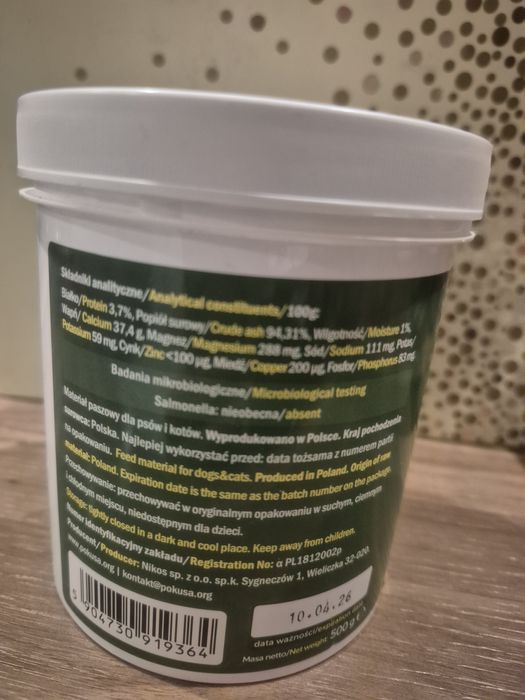 Składniki analityczne/Analytical constituents/100g:
Białko/Protein 3,7%, Popiół surowy/Crude ash 94,31%, Wilgotność/Moisture 1%,
Wapń/Calcium 37,4 g, Magnez/Magnesium 288 mg, Sód/Sodium 111 mg, Potas/
Potassium 59 mg, Cynk/Zinc <100 µg, Miedź/Copper 200 µg, Fosfor/Phosphorus 83 mg
Badania mikrobiologiczne/Microbiological testing
Salmonella: nieobecna/absent
Materiał paszowy dla psów i kotów. Wyprodukowano w Polsce. Kraj pochodzenia
surowca: Polska. Najlepiej wykorzystać przed: data tożsama z numerem partii
na opakowaniu. Feed material for dogs&cats. Produced in Poland. Origin of raw
material: Poland. Expiration date is the same as the batch number on the package.
Przechowywanie: przechowywać w oryginalnym opakowaniu w suchym, ciemnym
i chłodnym miejscu, niedostępnym dla dzieci.
Storage: tightly closed in a dark and cool place. Keep away from children.
Numer identyfikacyjny zakładu/Registration No: α PL1812002p
Producent/Producer: Nikos sp. z o.o. sp.k. Sygneczów 1, Wieliczka 32-020.
www.pokusa.org | kontakt@pokusa.org
5 904730 919364
10.04.26
data ważności/expiration date
Masa netto/Net weight: 500 g e